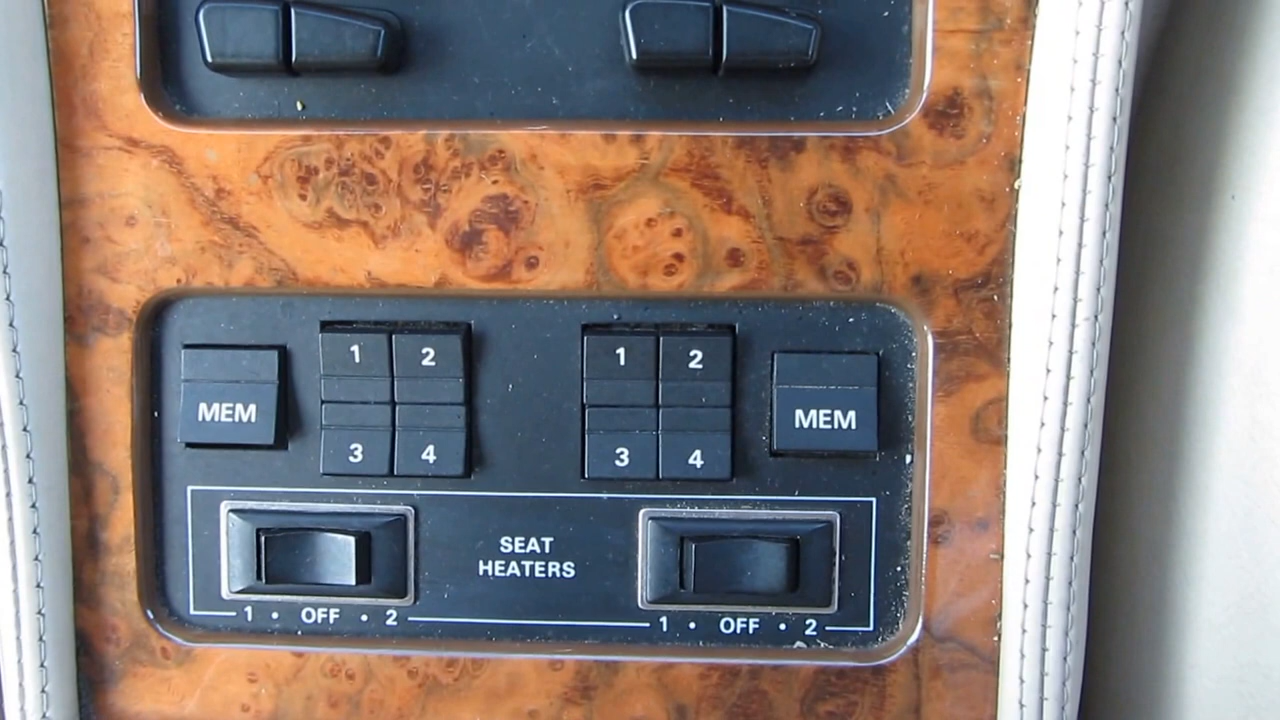 1 2 1 2
MEM MEM
3 4 3 4
SEAT
HEATERS
1 • OFF • 2 1 • OFF • 2